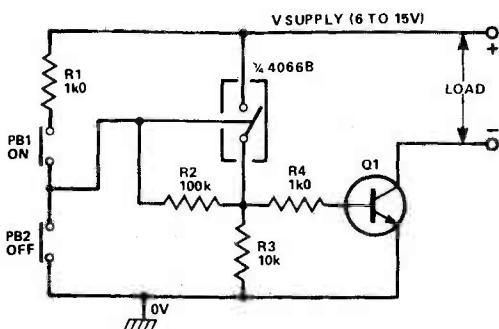 V SUPPLY (6 TO 15V)
+
R1
1k0
¼ 4066B
LOAD
PB1
ON
−
R2
100k
R4
1k0
Q1
PB2
OFF
R3
10k
0V